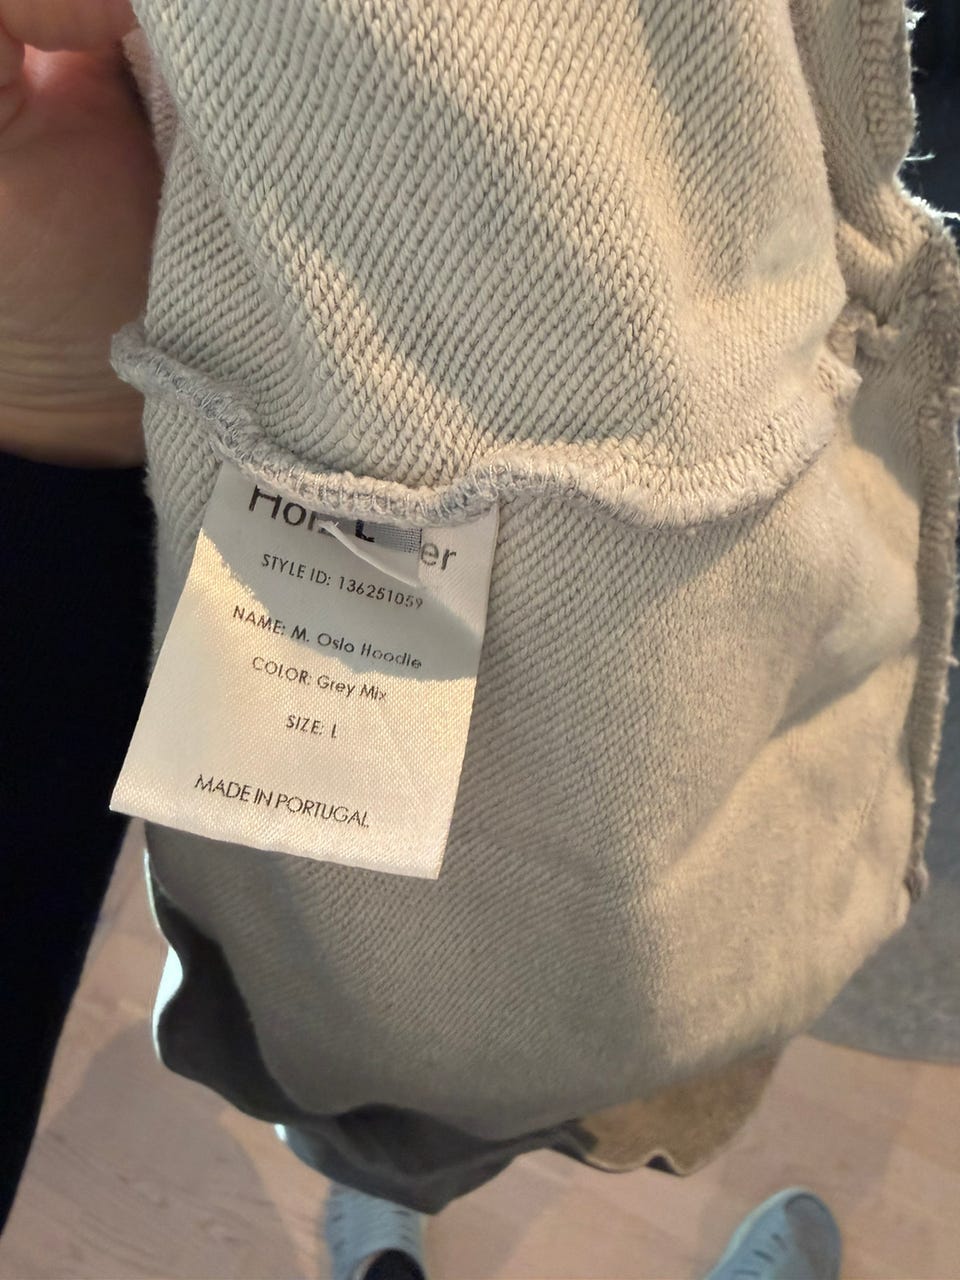 L
STYLE ID: 136251059
NAME: M. Oslo Hoodie
COLOR: Grey Mix
SIZE: L
MADE IN PORTUGAL